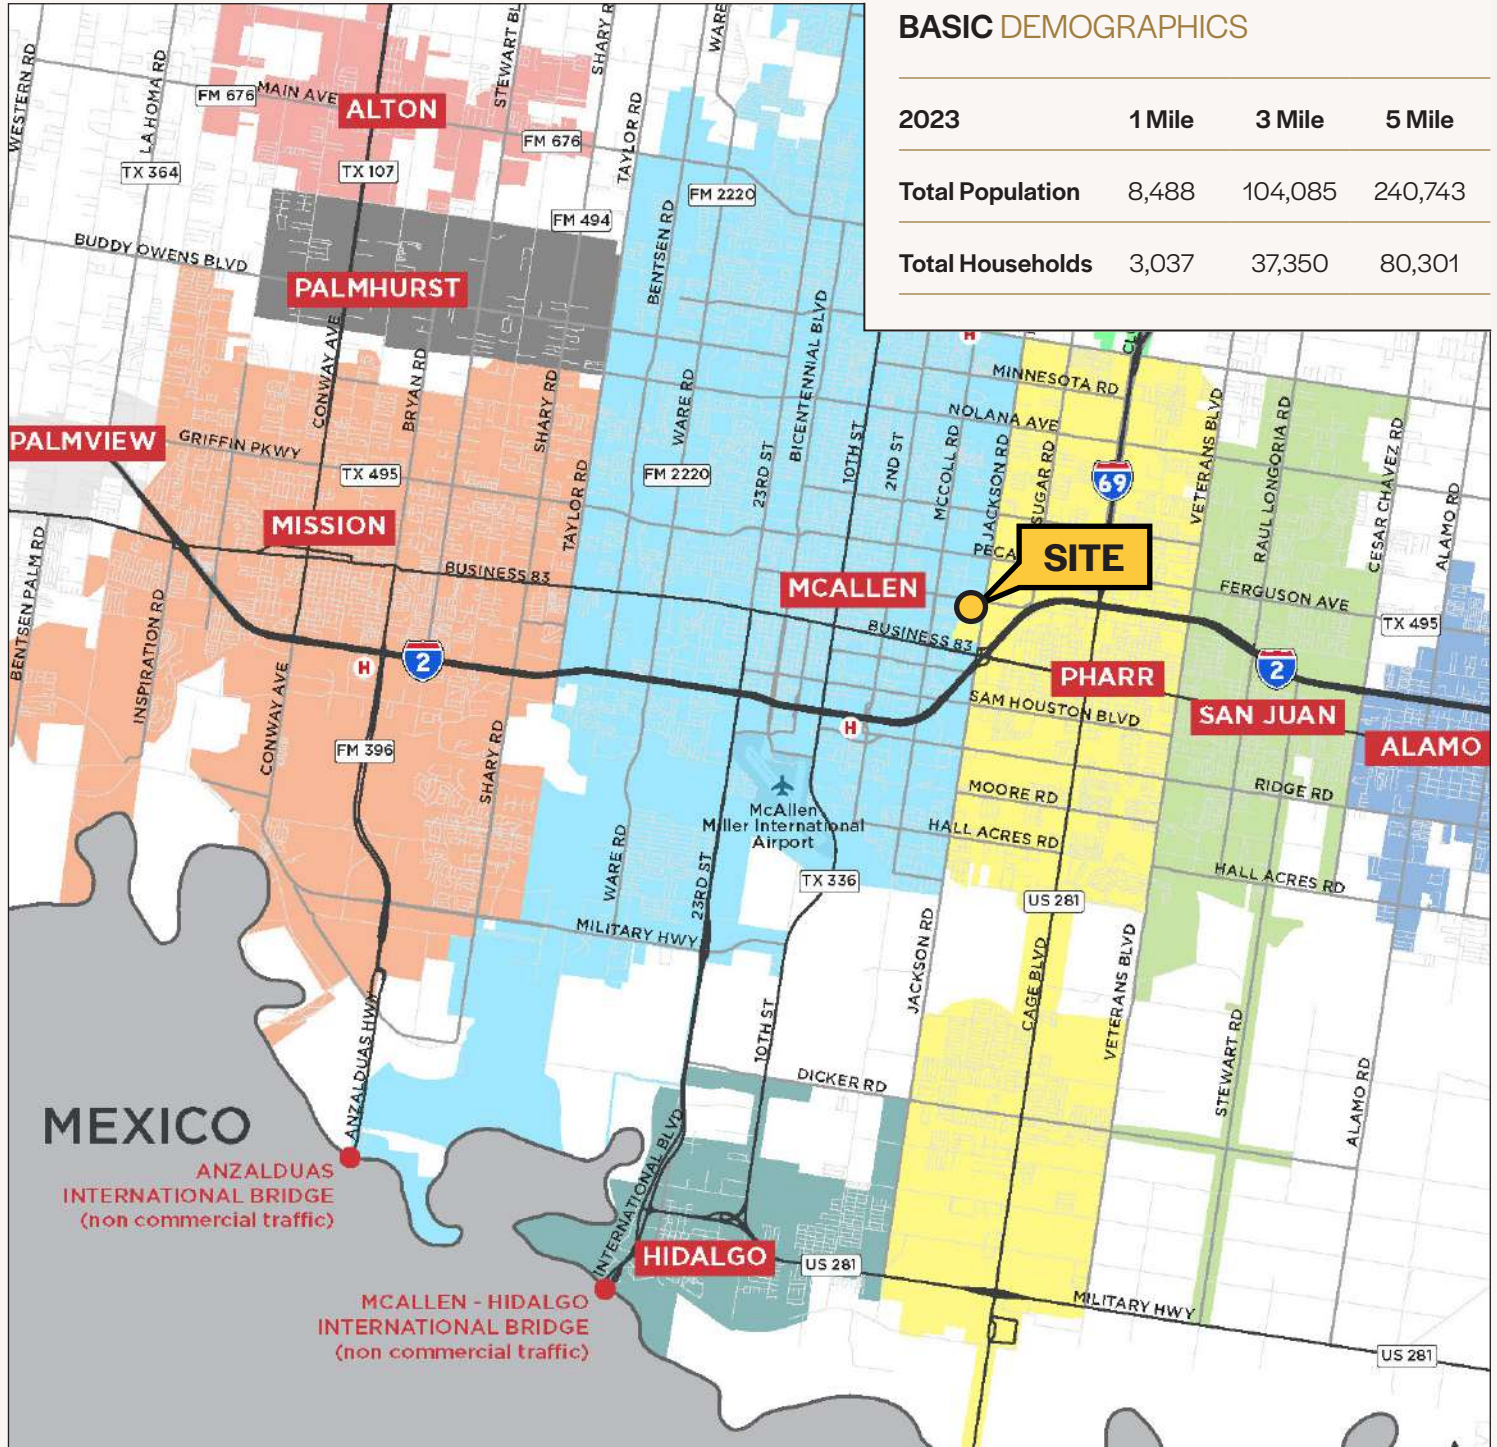 BASIC DEMOGRAPHICS
2023 1 Mile 3 Mile 5 Mile
Total Population 8,488 104,085 240,743
Total Households 3,037 37,350 80,301
WESTERN RD
LA HOMA RD
STEWART BL
SHARY R
WARE
FM 676
MAIN AVE
ALTON
FM 676
TAYLOR RD
TX 364
TX 107
FM 2220
FM 494
BENTSEN RD
BUDDY OWENS BLVD
PALMHURST
BICENTENNIAL BLVD
H
CL
CONWAY AVE
BRYAN RD
SHARY RD
WARE RD
MINNESOTA RD
NOLANA AVE
VETERANS BLVD
RAUL LONGORIA RD
CESAR CHAVEZ RD
PALMVIEW
GRIFFIN PKWY
TX 495
TAYLOR RD
FM 2220
23RD ST
10TH ST
2ND ST
MCCOLL RD
JACKSON RD
SUGAR RD
69
ALAMO RD
MISSION
PECA
SITE
BENTSEN PALM RD
INSPIRATION RD
BUSINESS 83
MCALLEN
BUSINESS 83
FERGUSON AVE
TX 495
H
2
PHARR
2
CONWAY AVE
SHARY RD
SAM HOUSTON BLVD
SAN JUAN
H
ALAMO
FM 396
McAllen
Miller International
Airport
MOORE RD
RIDGE RD
HALL ACRES RD
HALL ACRES RD
WARE RD
23RD ST
TX 336
US 281
MILITARY HWY
JACKSON RD
CAGE BLVD
VETERANS BLVD
ANZALDUAS HWY
10TH ST
STEWART RD
ALAMO RD
DICKER RD
MEXICO
ANZALDUAS
INTERNATIONAL BRIDGE
(non commercial traffic)
INTERNATIONAL BLVD
HIDALGO
US 281
MCALLEN - HIDALGO
INTERNATIONAL BRIDGE
(non commercial traffic)
MILITARY HWY
US 281